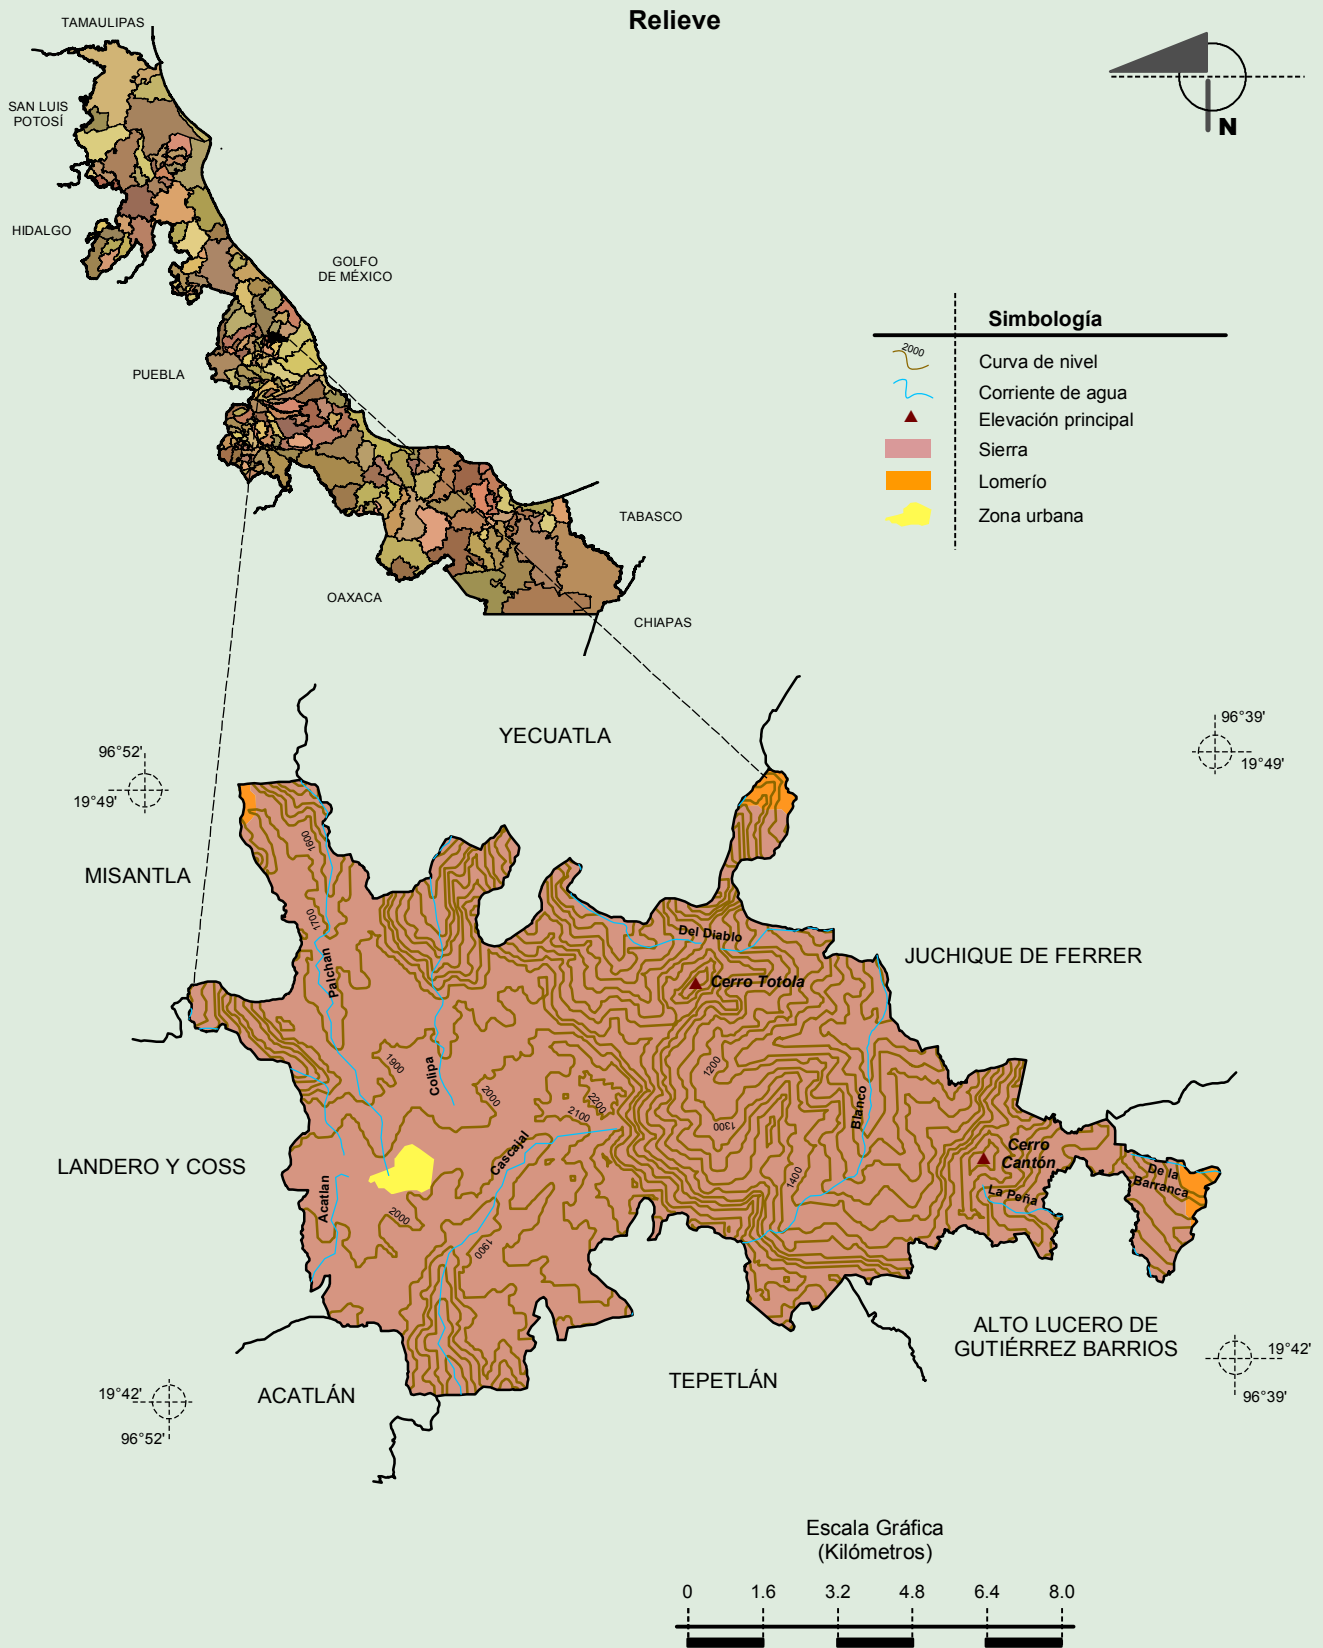 Relieve
TAMAULIPAS
SAN LUIS
POTOSÍ
HIDALGO
GOLFO
DE MÉXICO
PUEBLA
TABASCO
OAXACA
CHIAPAS
N
Simbología
2000
Curva de nivel
Corriente de agua
Elevación principal
Sierra
Lomerío
Zona urbana
YECUATLA
96°52'
19°49'
96°39'
19°49'
MISANTLA
JUCHIQUE DE FERRER
LANDERO Y COSS
1600
1700
Palchan
Del Diablo
Cerro Totola
1900
Colipa
2000
2200
2100
1200
1300
Blanco
Cascajal
1400
Cerro
Cantón
De la
Barranca
La Peña
Acatlan
2000
1900
ALTO LUCERO DE
GUTIÉRREZ BARRIOS
TEPETLÁN
ACATLÁN
19°42'
96°52'
19°42'
96°39'
Escala Gráfica
(Kilómetros)
0 1.6 3.2 4.8 6.4 8.0